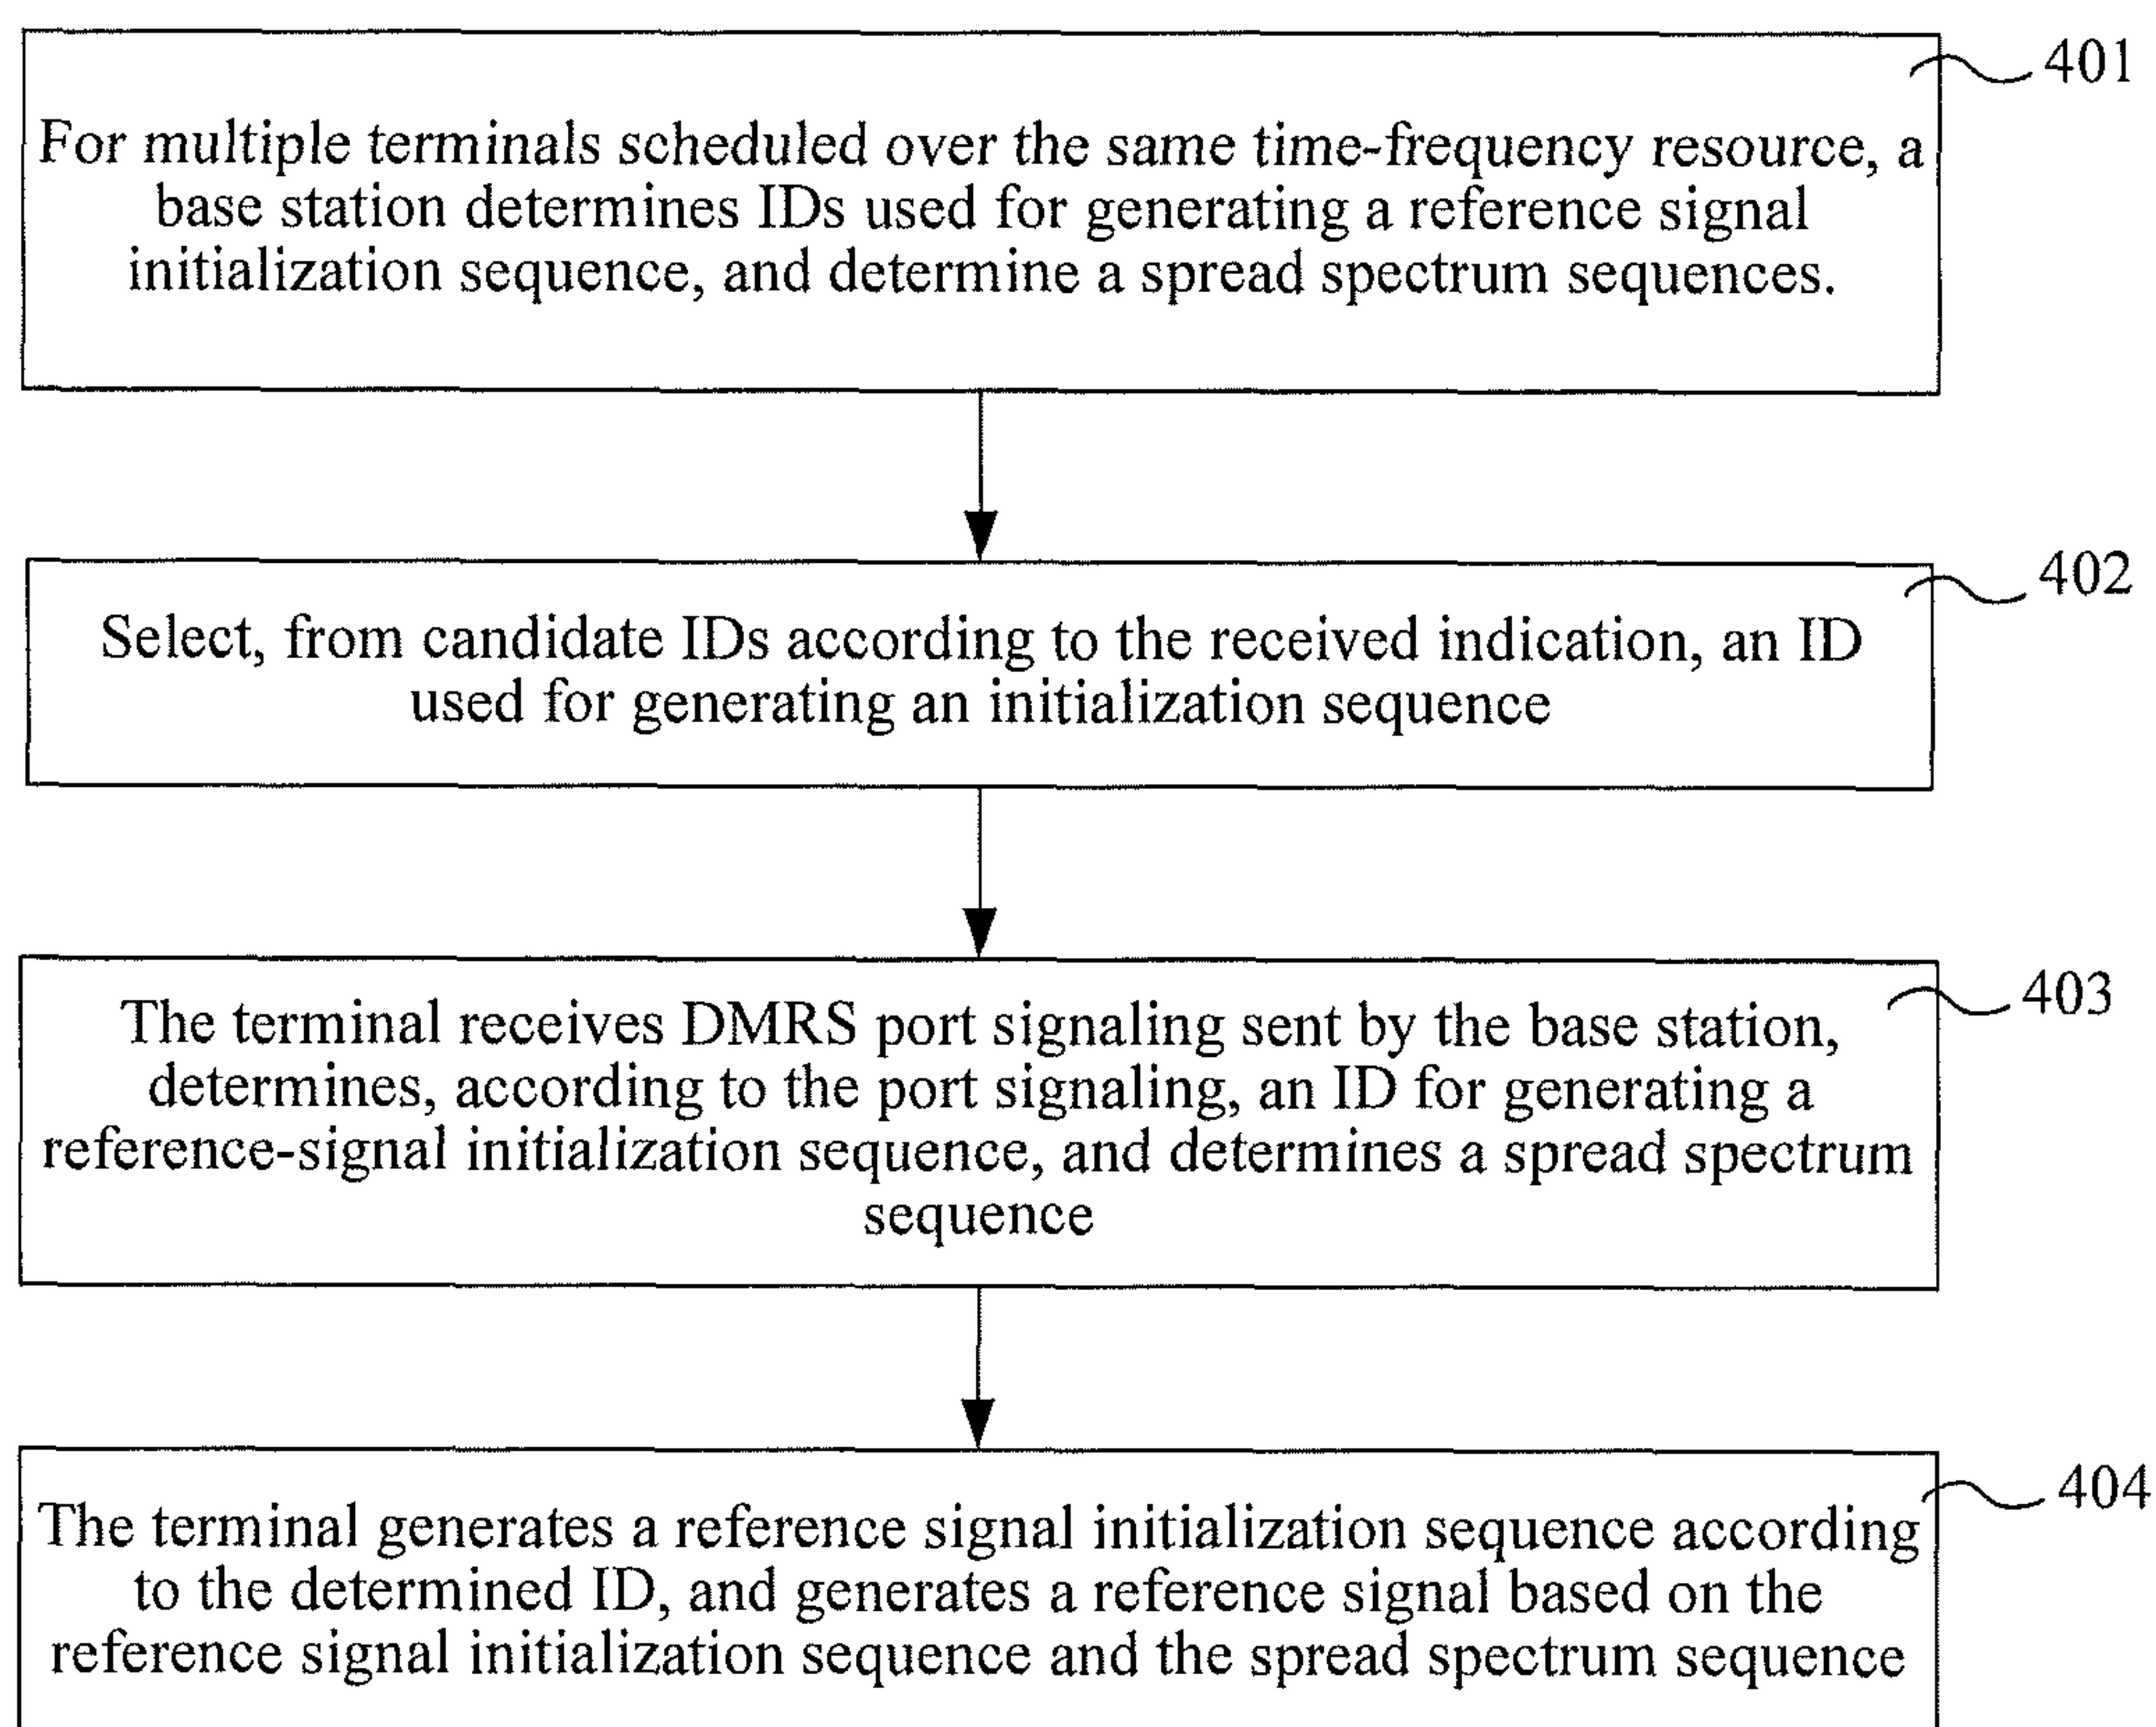 401
For multiple terminals scheduled over the same time-frequency resource, a
base station determines IDs used for generating a reference signal
initialization sequence, and determine a spread spectrum sequences.
402
Select, from candidate IDs according to the received indication, an ID
used for generating an initialization sequence
403
The terminal receives DMRS port signaling sent by the base station,
determines, according to the port signaling, an ID for generating a
reference-signal initialization sequence, and determines a spread spectrum
sequence
404
The terminal generates a reference signal initialization sequence according
to the determined ID, and generates a reference signal based on the
reference signal initialization sequence and the spread spectrum sequence